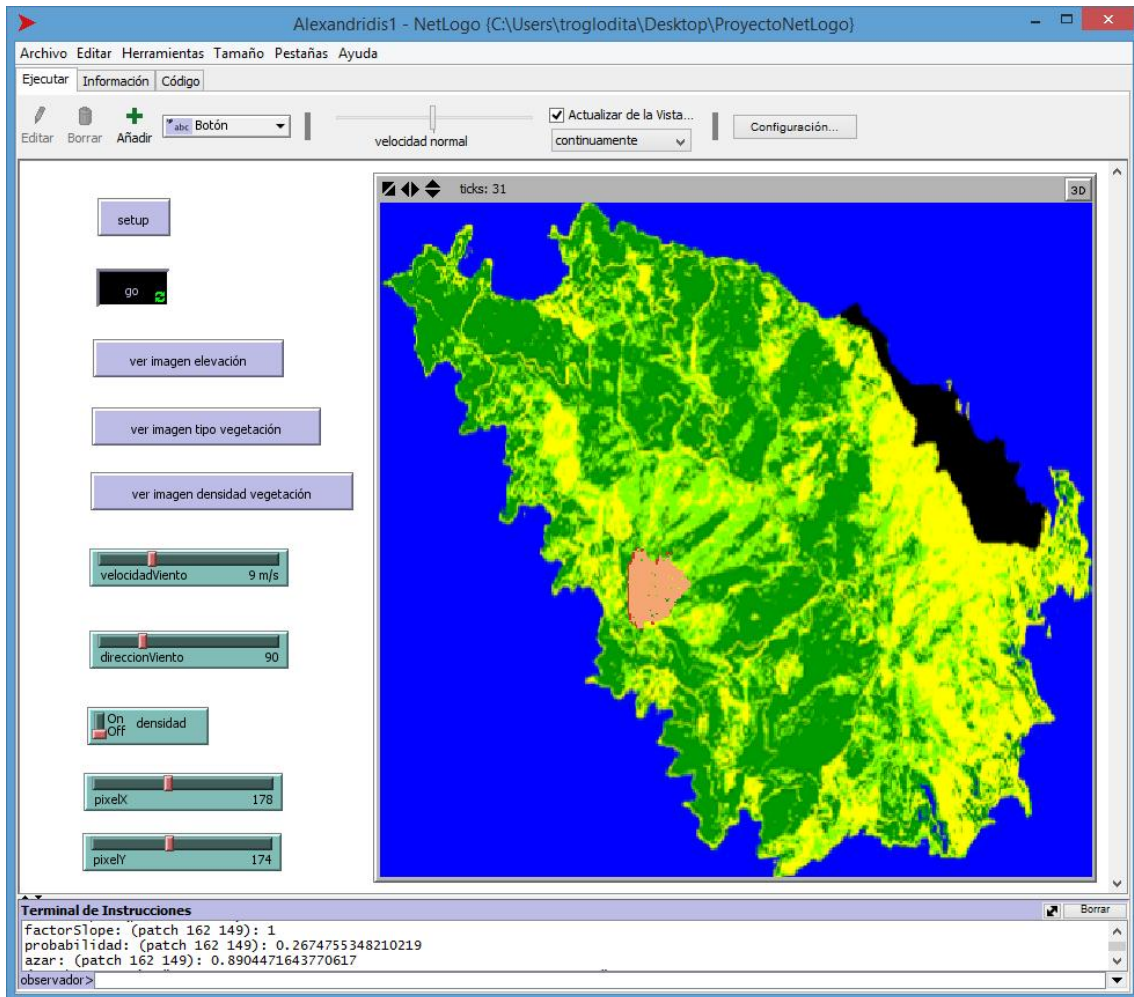 Alexandridis1 - NetLogo {C:\Users\troglodita\Desktop\ProyectoNetLogo}
Archivo Editar Herramientas Tamaño Pestañas Ayuda
Ejecutar Información Código
Editar Borrar Añadir abc Botón velocidad normal Actualizar de la Vista... continuamente Configuración...
ticks: 31 3D
setup
go
ver imagen elevación
ver imagen tipo vegetación
ver imagen densidad vegetación
velocidadViento 9 m/s
direccionViento 90
On
Off
densidad
pixelX 178
pixelY 174
Terminal de Instrucciones Borrar
factorSlope: (patch 162 149): 1
probabilidad: (patch 162 149): 0.2674755348210219
azar: (patch 162 149): 0.8904471643770617
observador>